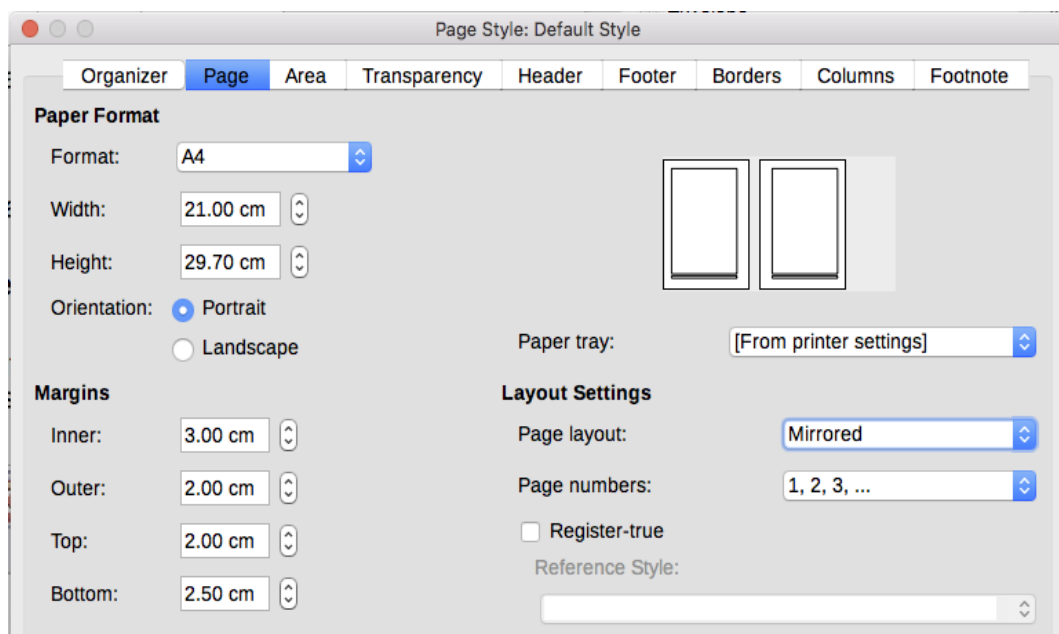 Page Style: Default Style
Organizer Page Area Transparency Header Footer Borders Columns Footnote
Paper Format
Format: A4
Width: 21.00 cm
Height: 29.70 cm
Orientation: Portrait
Landscape
Paper tray: [From printer settings]
Margins
Inner: 3.00 cm
Outer: 2.00 cm
Top: 2.00 cm
Bottom: 2.50 cm
Layout Settings
Page layout: Mirrored
Page numbers: 1, 2, 3, ...
Register-true
Reference Style: